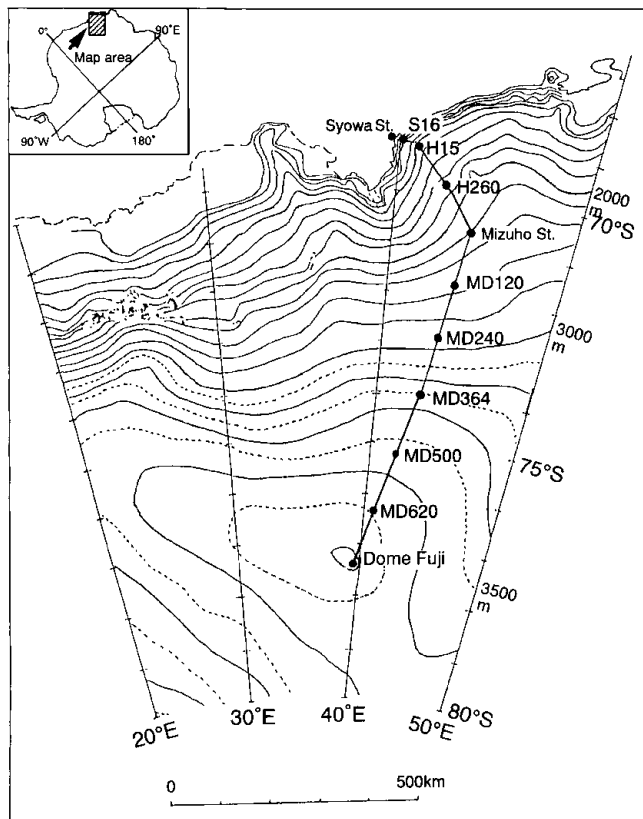 0°
90°E
Map area
90°W
180°
Syowa St.
S16
H15
H260
2000
m
70°S
Mizuho St.
MD120
MD240
3000
m
MD364
MD500
75°S
MD620
Dome Fuji
3500
m
20°E
30°E
40°E
50°E
80°S
0
500km